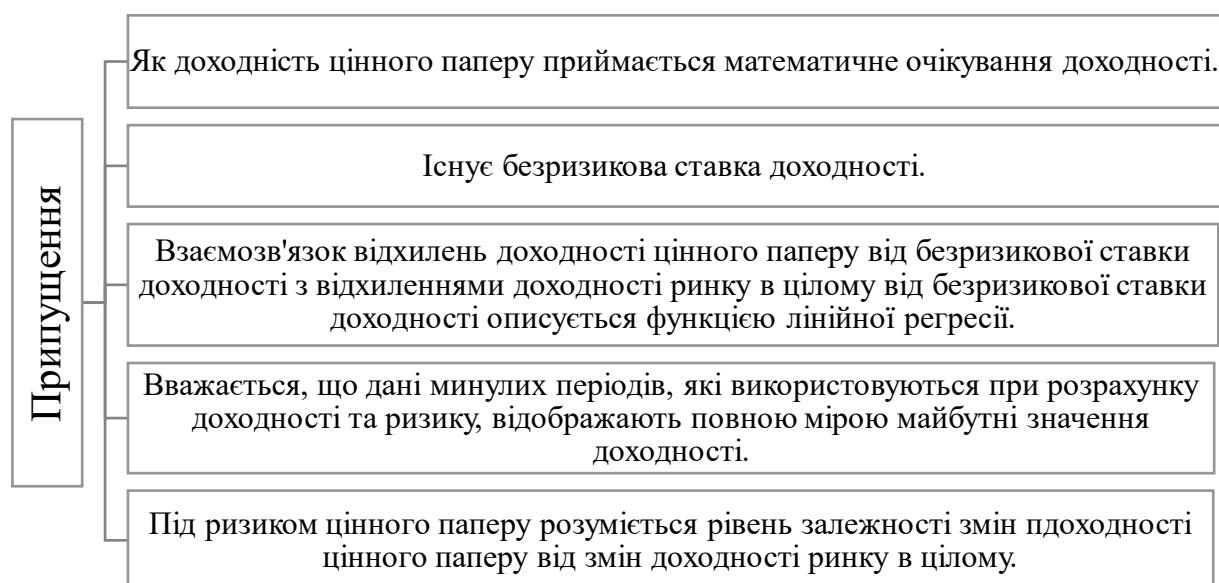 Припущення
Як доходність цінного паперу приймається математичне очікування доходності.
Існує безризикова ставка доходності.
Взаємозв'язок відхилень доходності цінного паперу від безризикової ставки
доходності з відхиленнями доходності ринку в цілому від безризикової ставки
доходності описується функцією лінійної регресії.
Вважається, що дані минулих періодів, які використовуються при розрахунку
доходності та ризику, відображають повною мірою майбутні значення
доходності.
Під ризиком цінного паперу розуміється рівень залежності змін пдоходності
цінного паперу від змін доходності ринку в цілому.